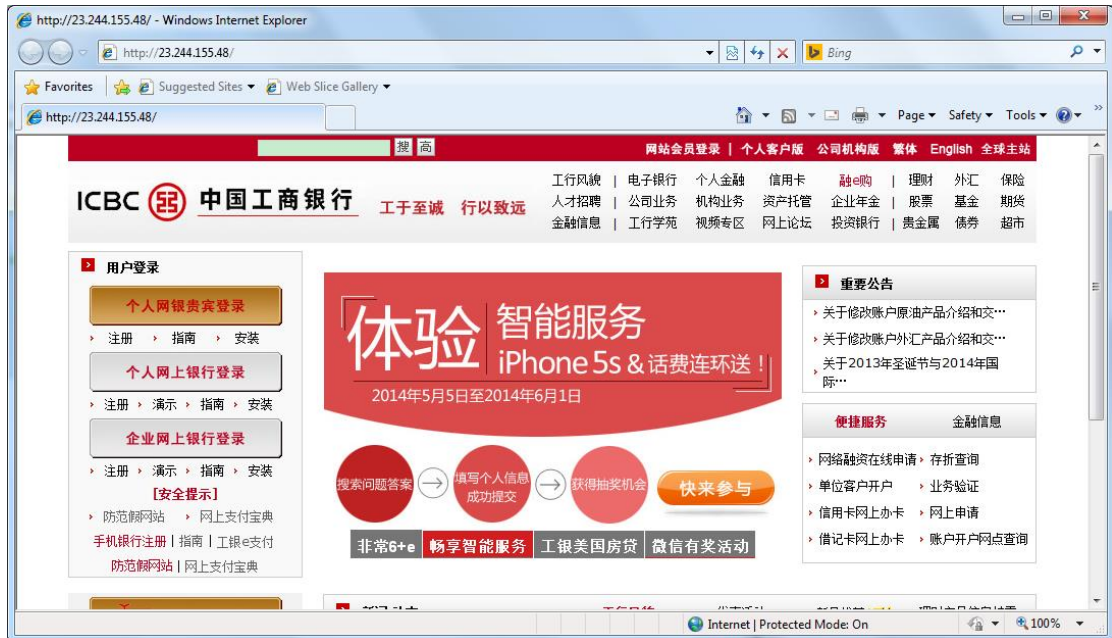 http://23.244.155.48/ - Windows Internet Explorer
http://23.244.155.48/
Bing
Favorites Suggested Sites Web Slice Gallery
http://23.244.155.48/
Page Safety Tools
搜 高
网站会员登录 | 个人客户版 公司机构版 繁体 English 全球主站
ICBC 中国工商银行 工于至诚 行以致远
工行风貌 | 电子银行 个人金融 信用卡 融e购 | 理财 外汇 保险
人才招聘 | 公司业务 机构业务 资产托管 企业年金 | 股票 基金 期货
金融信息 | 工行学苑 视频专区 网上论坛 投资银行 | 贵金属 债券 超市
用户登录
个人网银贵宾登录
注册 指南 安装
个人网上银行登录
注册 演示 指南 安装
企业网上银行登录
注册 演示 指南 安装
[安全提示]
防范假网站 网上支付宝典
手机银行注册 | 指南 | 工银e支付
防范假网站 | 网上支付宝典
体验 智能服务
iPhone 5s & 话费连环送！
2014年5月5日至2014年6月1日
搜索问题答案
填写个人信息
成功提交
获得抽奖机会
快来参与
非常6+e 畅享智能服务 工银美国房贷 微信有奖活动
重要公告
关于修改账户原油产品介绍和交…
关于修改账户外汇产品介绍和交…
关于2013年圣诞节与2014年国
际…
便捷服务 金融信息
网络融资在线申请 存折查询
单位客户开户 业务验证
信用卡网上办卡 网上申请
借记卡网上办卡 账户开户网点查询
Internet | Protected Mode: On
100%